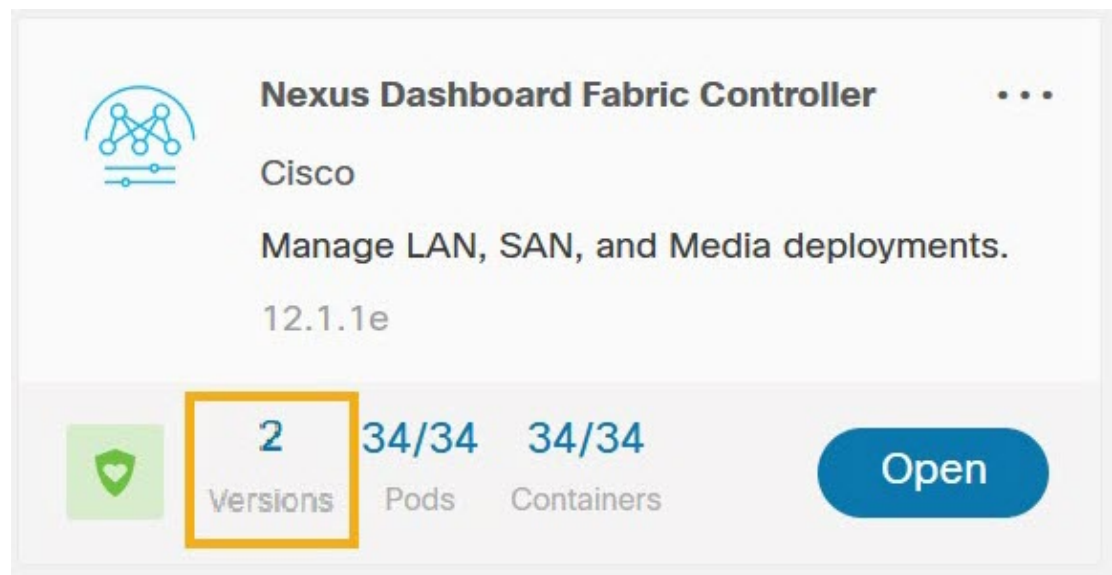 Nexus Dashboard Fabric Controller
Cisco
Manage LAN, SAN, and Media deployments.
12.1.1e
2 34/34 34/34
Versions Pods Containers
Open